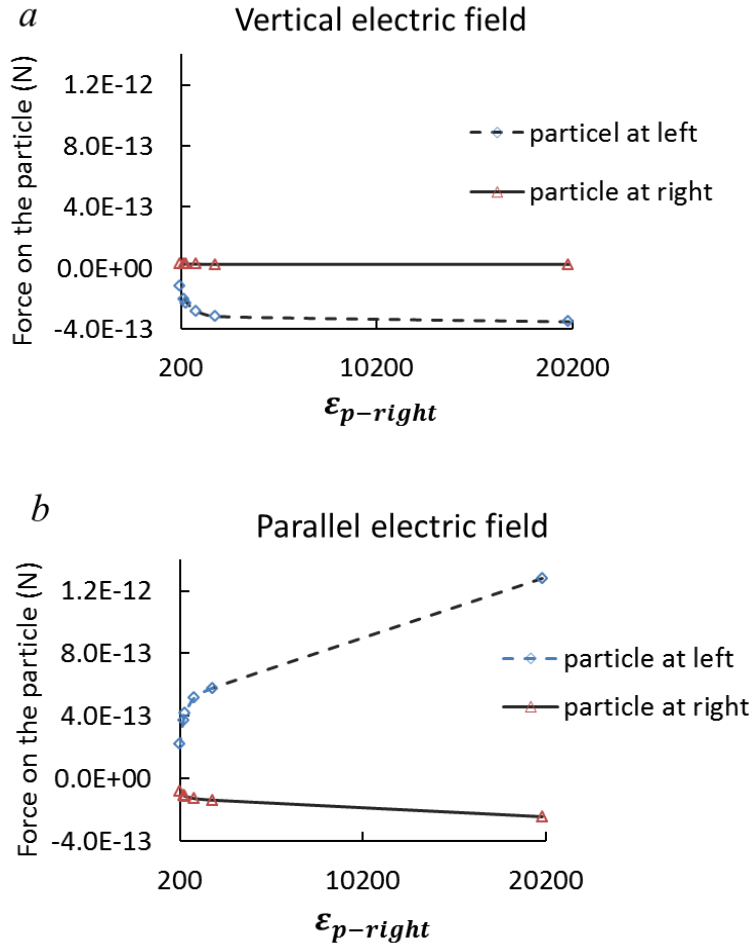 a
Vertical electric field
Force on the particle (N)
1.2E-12
8.0E-13
4.0E-13
0.0E+00
-4.0E-13
particel at left
particle at right
200
10200
20200
εp−right
b
Parallel electric field
Force on the particle (N)
1.2E-12
8.0E-13
4.0E-13
0.0E+00
-4.0E-13
particle at left
particle at right
200
10200
20200
εp−right